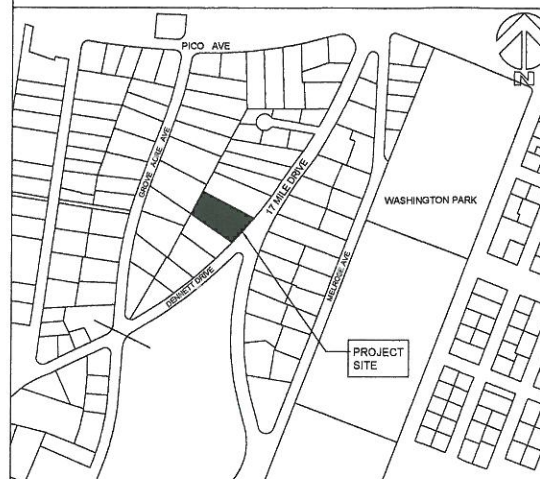 PICO AVE
GROVE ACRE AVE
17 MILE DRIVE
WASHINGTON PARK
DENNETT DRIVE
MELROSE AVE
PROJECT
SITE
N